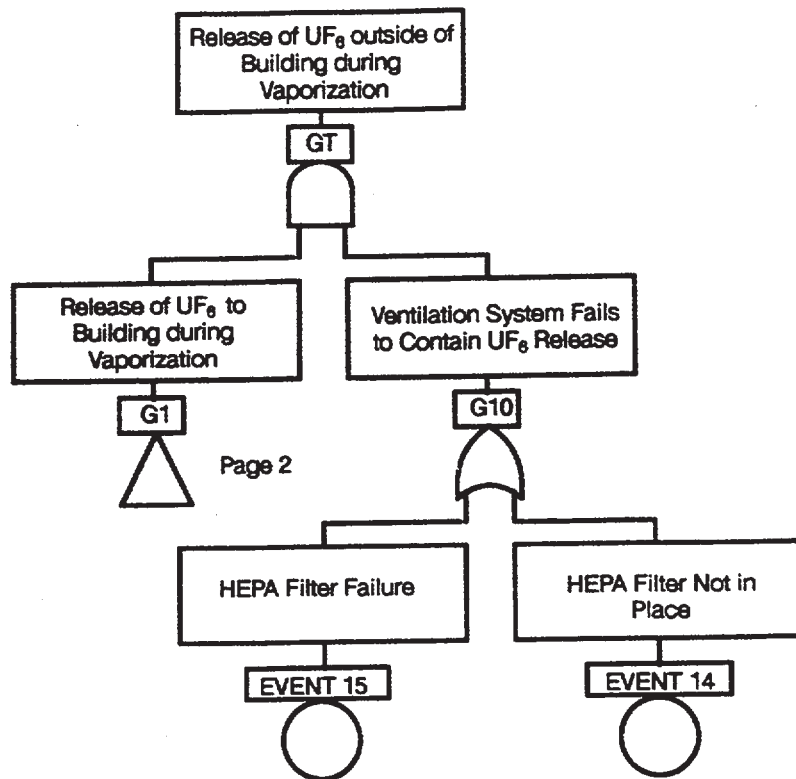 Release of UF₆ outside of
Building during
Vaporization
GT
Release of UF₆ to
Building during
Vaporization
Ventilation System Fails
to Contain UF₆ Release
G1
G10
Page 2
HEPA Filter Failure
HEPA Filter Not in
Place
EVENT 15
EVENT 14